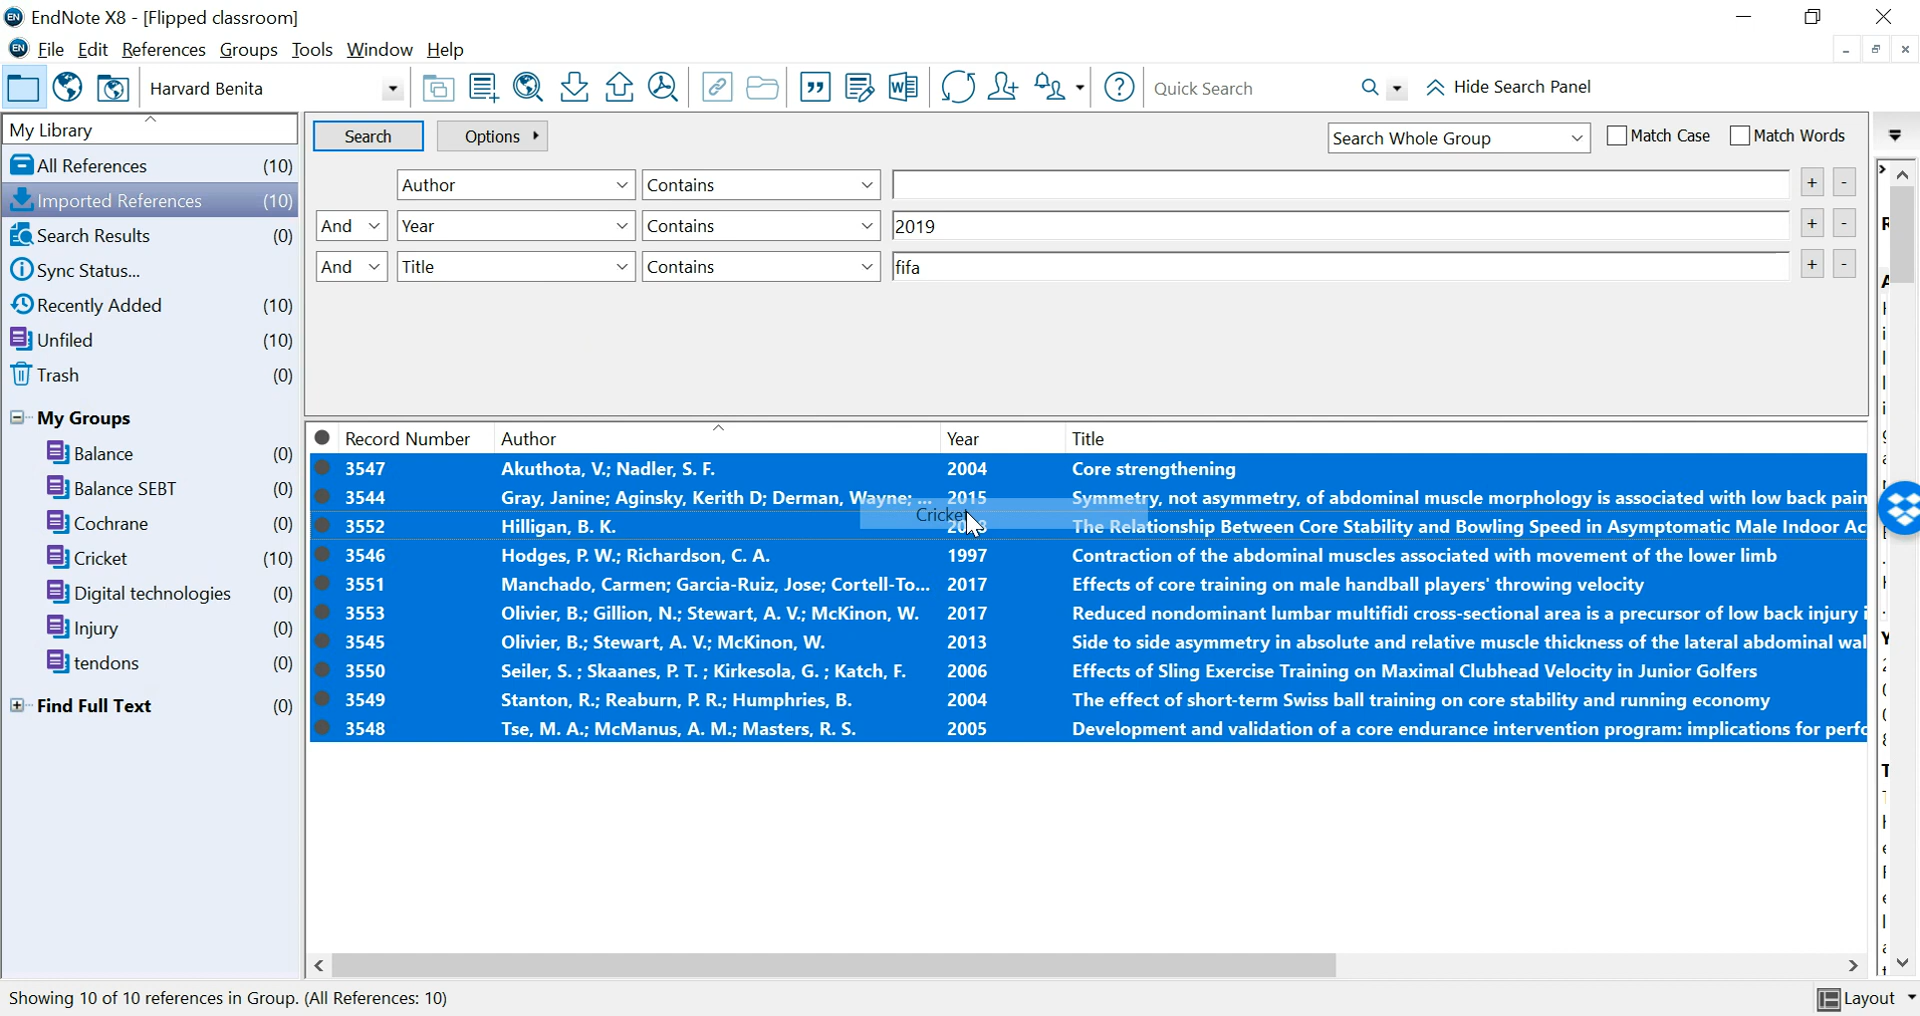 EndNote X8 - [Flipped classroom]
File Edit References Groups Tools Window Help
Harvard Benita Quick Search Hide Search Panel
My Library
All References (10)
Imported References (10)
Search Results (0)
Sync Status...
Recently Added (10)
Unfiled (10)
Trash (0)
My Groups
Balance (0)
Balance SEBT (0)
Cochrane (0)
Cricket (10)
Digital technologies (0)
Injury (0)
tendons (0)
Find Full Text (0)
Search Options Search Whole Group Match Case Match Words
Author Contains
And Year Contains 2019
And Title Contains fifa
Record Number Author Year Title
3547 Akuthota, V.; Nadler, S. F. 2004 Core strengthening
3544 Gray, Janine; Aginsky, Kerith D; Derman, Wayne; ... 2015 Symmetry, not asymmetry, of abdominal muscle morphology is associated with low back pain
Cricket
3552 Hilligan, B. K. The Relationship Between Core Stability and Bowling Speed in Asymptomatic Male Indoor Ac
3546 Hodges, P. W.; Richardson, C. A. 1997 Contraction of the abdominal muscles associated with movement of the lower limb
3551 Manchado, Carmen; Garcia-Ruiz, Jose; Cortell-To... 2017 Effects of core training on male handball players' throwing velocity
3553 Olivier, B.; Gillion, N.; Stewart, A. V.; McKinon, W. 2017 Reduced nondominant lumbar multifidi cross-sectional area is a precursor of low back injury i
3545 Olivier, B.; Stewart, A. V.; McKinon, W. 2013 Side to side asymmetry in absolute and relative muscle thickness of the lateral abdominal wal
3550 Seiler, S. ; Skaanes, P. T. ; Kirkesola, G. ; Katch, F. 2006 Effects of Sling Exercise Training on Maximal Clubhead Velocity in Junior Golfers
3549 Stanton, R.; Reaburn, P. R.; Humphries, B. 2004 The effect of short-term Swiss ball training on core stability and running economy
3548 Tse, M. A.; McManus, A. M.; Masters, R. S. 2005 Development and validation of a core endurance intervention program: implications for perfo
Showing 10 of 10 references in Group. (All References: 10) Layout